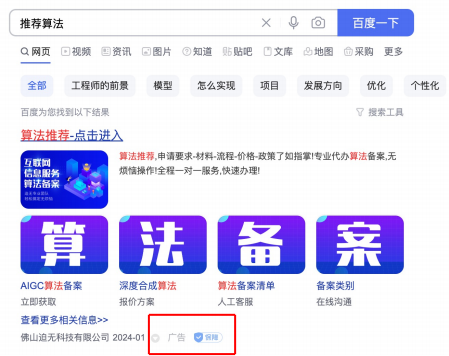 推荐算法
百度一下
网页 视频 资讯 图片 知道 贴吧 文库 地图 采购 更多
全部 工程师的前景 模型 怎么实现 项目 发展方向 优化 个性化
百度为您找到以下结果 搜索工具
算法推荐-点击进入
互联网
信息服务
算法备案
算法推荐,申请要求-材料-流程-价格-政策了如指掌!专业代办算法备案,无
烦恼操作!全程一对一服务,快速办理!
算 法 备 案
AIGC算法备案 深度合成算法 算法备案清单 备案类别
立即获取 报价方案 人工客服 在线沟通
查看更多相关信息>>
佛山迫无科技有限公司 2024-01 广告 保障